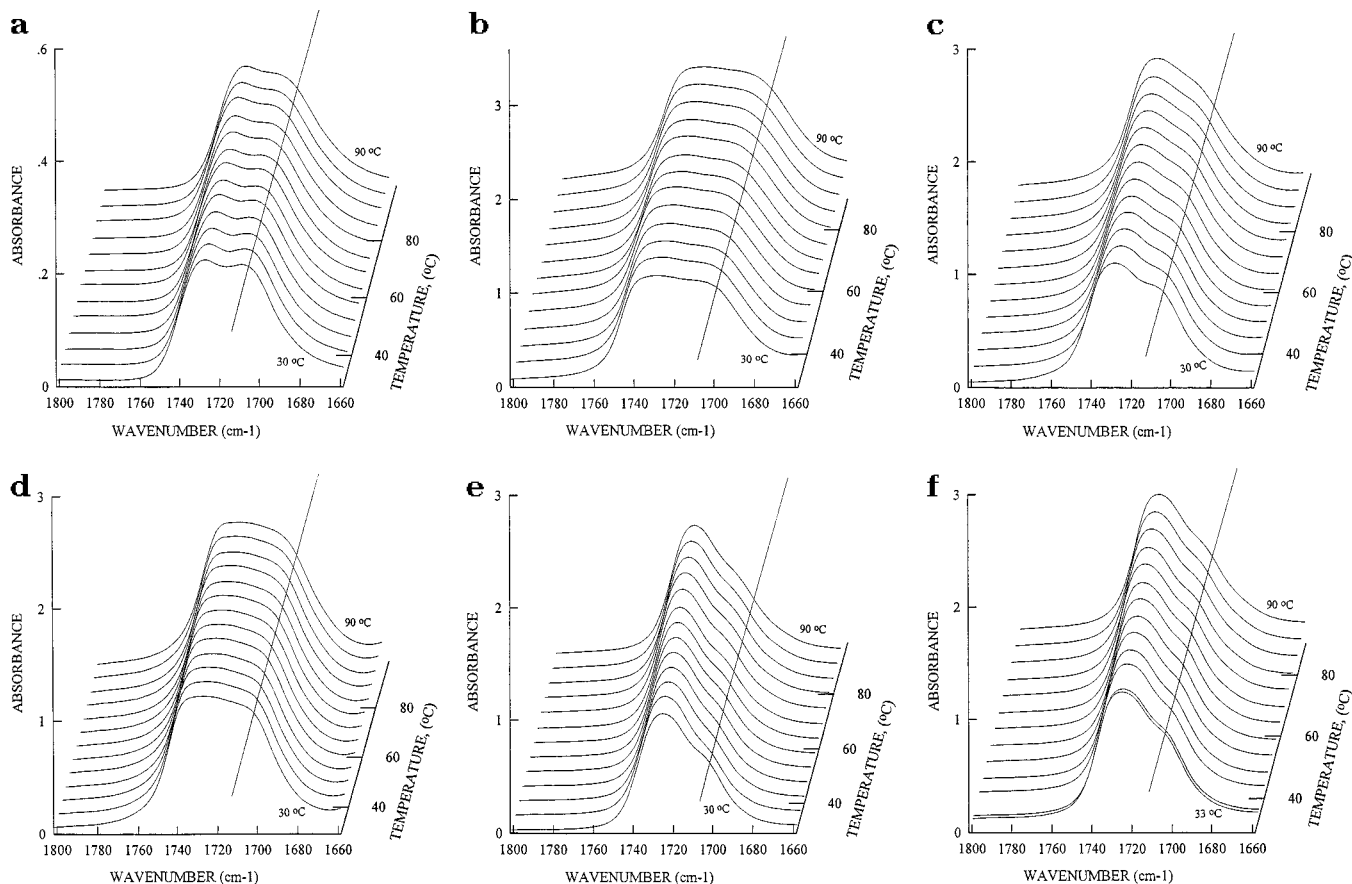 a
.6
.4
.2
0
ABSORBANCE
1800 1780 1760 1740 1720 1700 1680 1660
WAVENUMBER (cm-1)
90 ºC
30 ºC
80
60
40
TEMPERATURE, (ºC)
b
3
2
1
0
ABSORBANCE
1800 1780 1760 1740 1720 1700 1680 1660
WAVENUMBER (cm-1)
90 ºC
30 ºC
80
60
40
TEMPERATURE, (ºC)
c
3
2
1
0
ABSORBANCE
1800 1780 1760 1740 1720 1700 1680 1660
WAVENUMBER (cm-1)
90 ºC
30 ºC
80
60
40
TEMPERATURE, (ºC)
d
3
2
1
0
ABSORBANCE
1800 1780 1760 1740 1720 1700 1680 1660
WAVENUMBER (cm-1)
90 ºC
30 ºC
80
60
40
TEMPERATURE, (ºC)
e
3
2
1
0
ABSORBANCE
1800 1780 1760 1740 1720 1700 1680 1660
WAVENUMBER (cm-1)
90 ºC
30 ºC
80
60
40
TEMPERATURE, (ºC)
f
3
2
1
0
ABSORBANCE
1800 1780 1760 1740 1720 1700 1680 1660
WAVENUMBER (cm-1)
90 ºC
33 ºC
80
60
40
TEMPERATURE, (ºC)